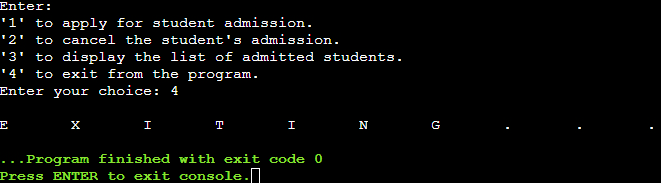 Enter:
'1' to apply for student admission.
'2' to cancel the student's admission.
'3' to display the list of admitted students.
'4' to exit from the program.
Enter your choice: 4
E X I T I N G . . .
...Program finished with exit code 0
Press ENTER to exit console.